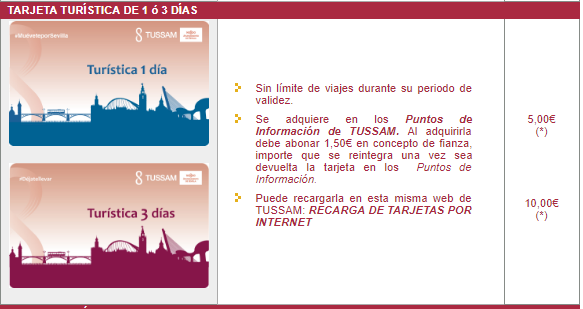 TARJETA TURÍSTICA DE 1 ó 3 DÍAS
#MuéveteporSevilla
TUSSAM
Turística 1 día
TUSSAM
Turística 3 días
Sin límite de viajes durante su periodo de
validez.
Se adquiere en los Puntos de
Información de TUSSAM. Al adquirirla
debe abonar 1,50€ en concepto de fianza,
importe que se reintegra una vez sea
devuelta la tarjeta en los Puntos de
Información.
Puede recargarla en esta misma web de
TUSSAM: RECARGA DE TARJETAS POR
INTERNET
5,00€
(*)
10,00€
(*)